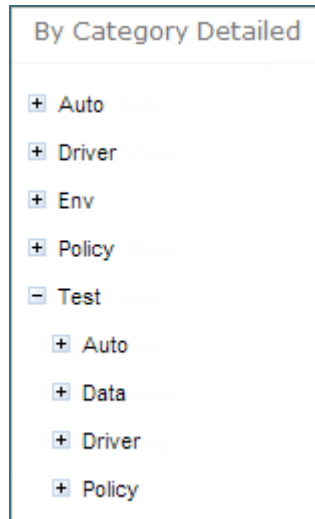 By Category Detailed
Auto
Driver
Env
Policy
Test
Auto
Data
Driver
Policy